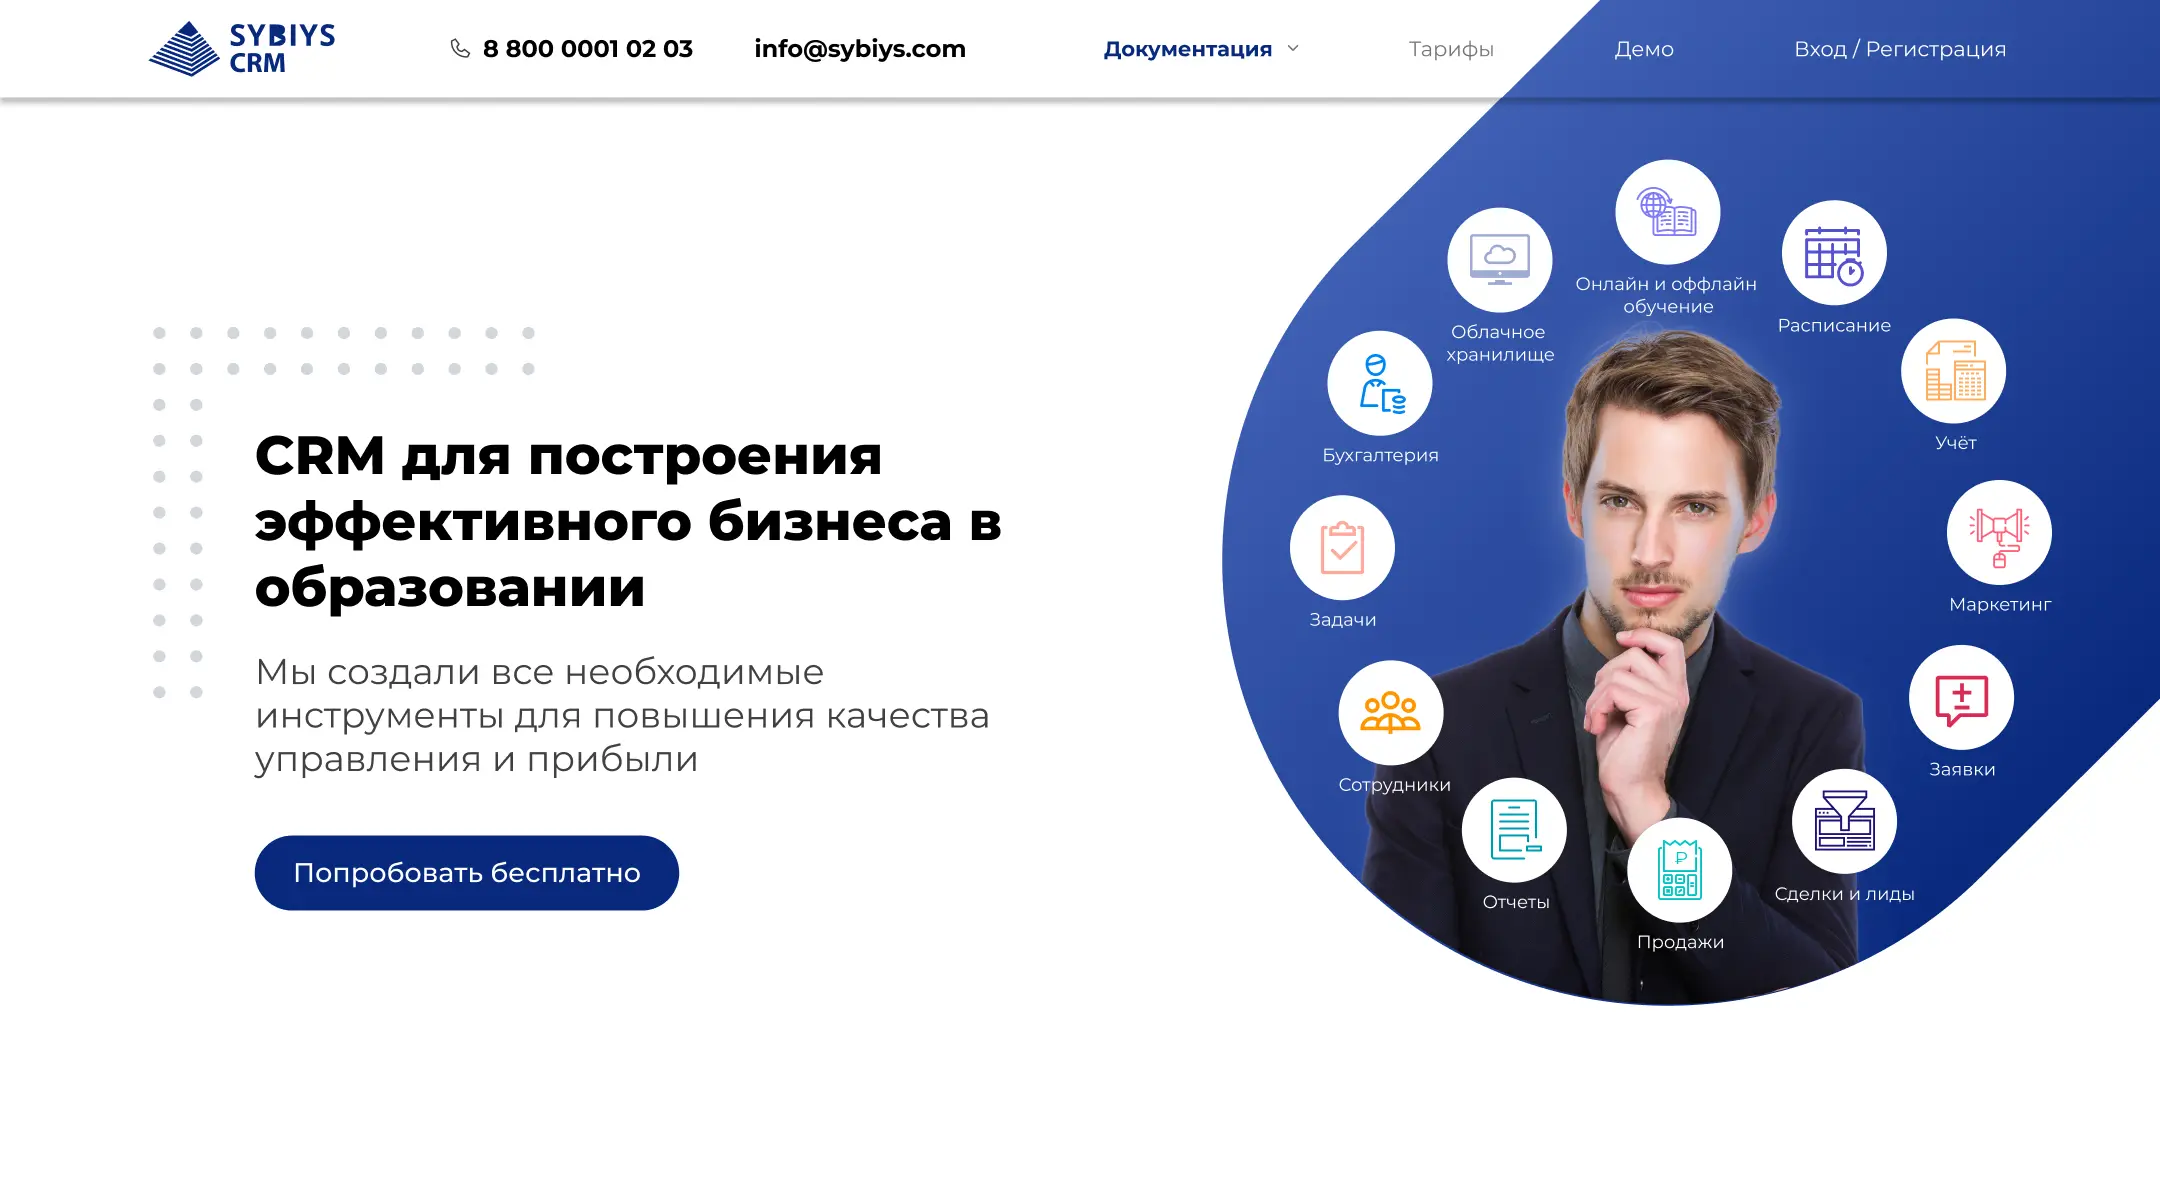 SYBIYS
CRM
8 800 0001 02 03
info@sybiys.com
Документация
Тарифы
Демо
Вход / Регистрация
Онлайн и оффлайн
обучение
Облачное
хранилище
Расписание
Бухгалтерия
Учёт
CRM для построения
эффективного бизнеса в
образовании
Задачи
Маркетинг
Мы создали все необходимые
инструменты для повышения качества
управления и прибыли
Сотрудники
Заявки
Попробовать бесплатно
Отчеты
₽
Сделки и лиды
Продажи